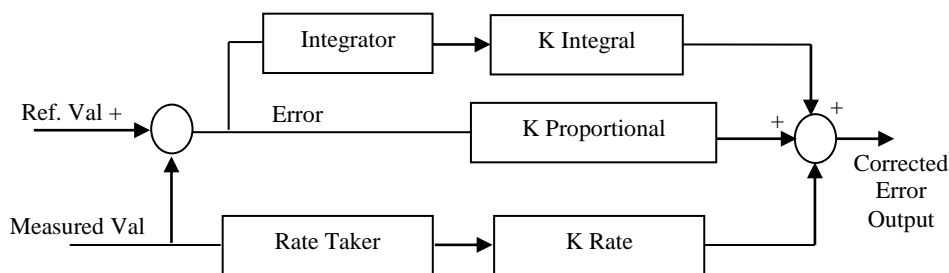 Integrator
K Integral
Ref. Val +
Error
K Proportional
+
+
Corrected
Error
Output
Measured Val
Rate Taker
K Rate